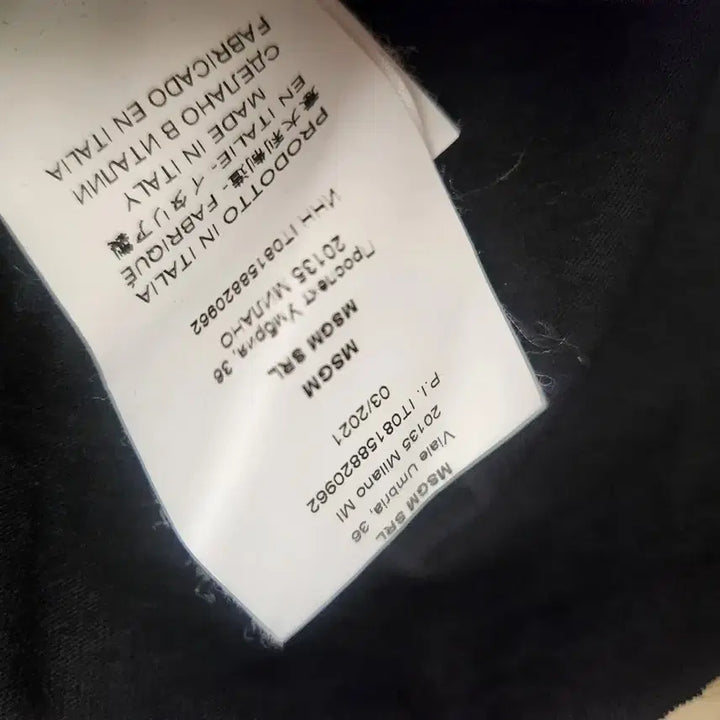 MSGM SRL
Viale Umbria, 36
20135 Milano MI
P.I. IT08158820962
03/2021
MSGM
MSGM SRL
Проспект Умбрия, 36
20135 МИЛАНО
ИНН IT08158820962
PRODOTTO IN ITALIA
意大利制造 - FABRIQUÉ
EN ITALIE - イタリア製
MADE IN ITALY
СДЕЛАНО В ИТАЛИИ
FABRICADO EN ITALIA